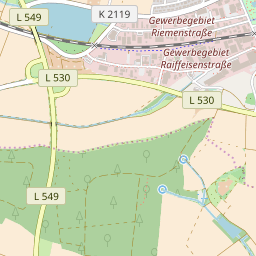 L 549
K 2119
Gewerbegebiet
Riemenstraße
Gewerbegebiet
Raiffeisenstraße
L 530
L 530
L 549